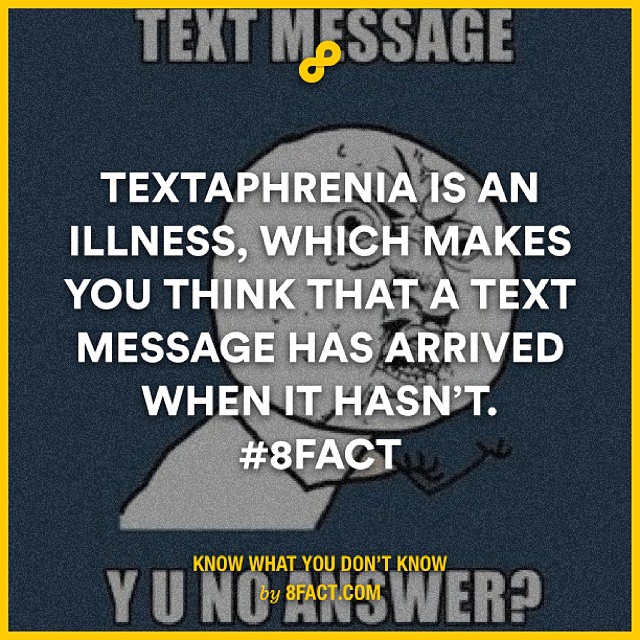 TEXT MESSAGE
TEXTAPHRENIA IS AN
ILLNESS, WHICH MAKES
YOU THINK THAT A TEXT
MESSAGE HAS ARRIVED
WHEN IT HASN’T.
#8FACT
KNOW WHAT YOU DON’T KNOW
by 8FACT.COM
Y U NO ANSWER?